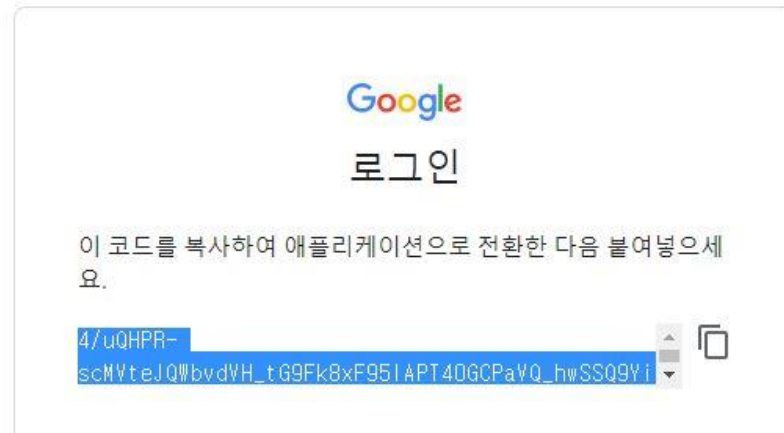 Google
로그인
이 코드를 복사하여 애플리케이션으로 전환한 다음 붙여넣으세
요.
4/uQHPR-
scMVteJQWbvdVH_tG9Fk8xF95lAPT4OGCPaVQ_hwSSQ9Yi